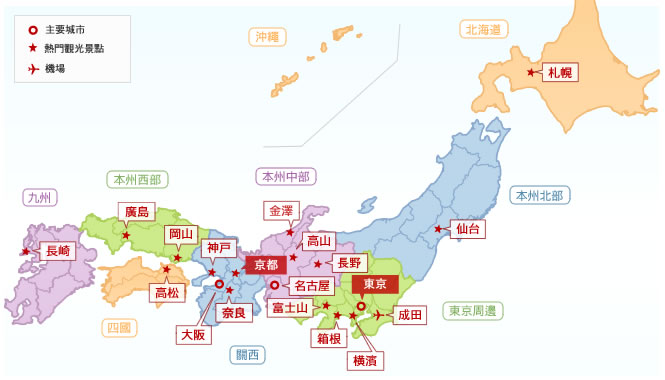 主要城市
熱門觀光景點
機場
沖繩
北海道
札幌
本州西部
本州中部
本州北部
九州
廣島
金澤
岡山
高山
仙台
長崎
神戶
京都
長野
高松
名古屋
東京
奈良
富士山
成田
東京周邊
四國
大阪
箱根
關西
橫濱